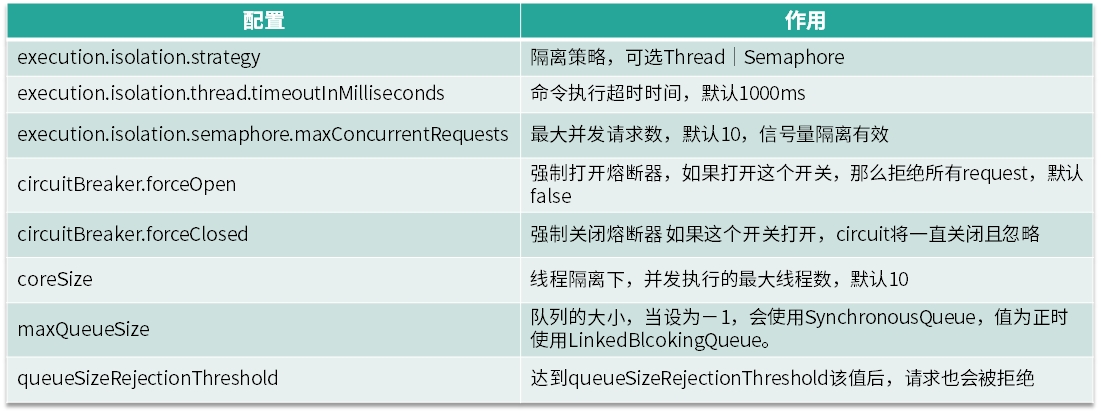 配置 作用
execution.isolation.strategy 隔离策略，可选Thread｜Semaphore
execution.isolation.thread.timeoutInMilliseconds 命令执行超时时间，默认1000ms
execution.isolation.semaphore.maxConcurrentRequests 最大并发请求数，默认10，信号量隔离有效
circuitBreaker.forceOpen 强制打开熔断器，如果打开这个开关，那么拒绝所有request，默认
false
circuitBreaker.forceClosed 强制关闭熔断器 如果这个开关打开，circuit将一直关闭且忽略
coreSize 线程隔离下，并发执行的最大线程数，默认10
maxQueueSize 队列的大小，当设为－1，会使用SynchronousQueue，值为正时
使用LinkedBlcokingQueue。
queueSizeRejectionThreshold 达到queueSizeRejectionThreshold该值后，请求也会被拒绝